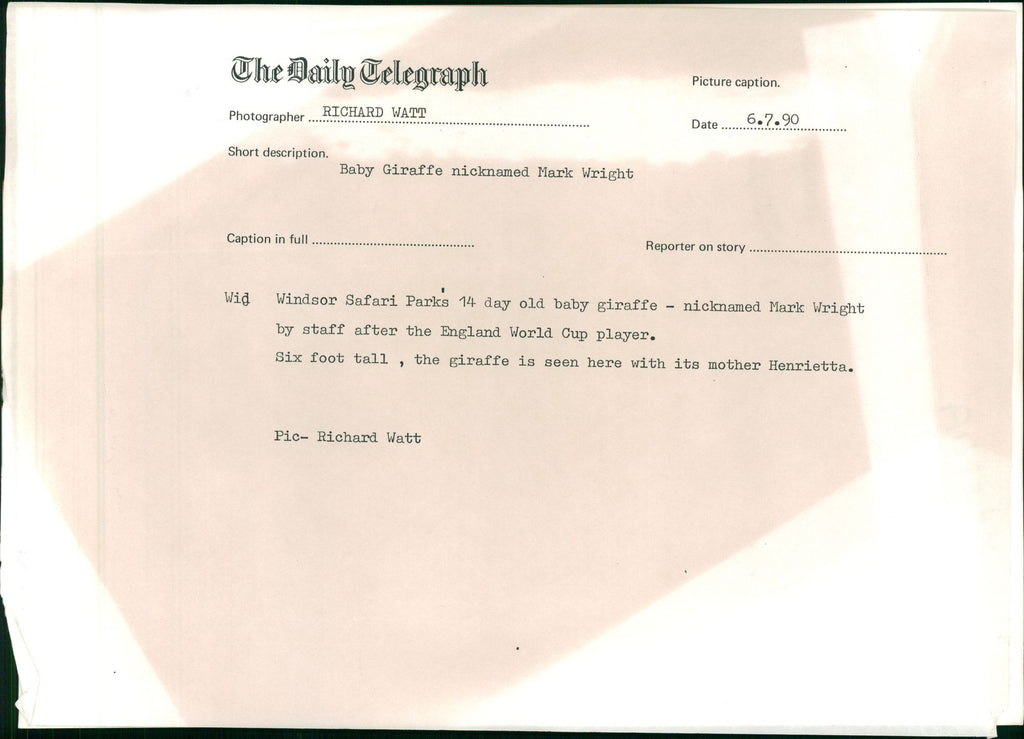 The Daily Telegraph
Picture caption.
Photographer RICHARD WATT
Date 6.7.90
Short description.
Baby Giraffe nicknamed Mark Wright
Caption in full
Reporter on story
Wig Windsor Safari Park's 14 day old baby giraffe - nicknamed Mark Wright
by staff after the England World Cup player.
Six foot tall , the giraffe is seen here with its mother Henrietta.
Pic- Richard Watt